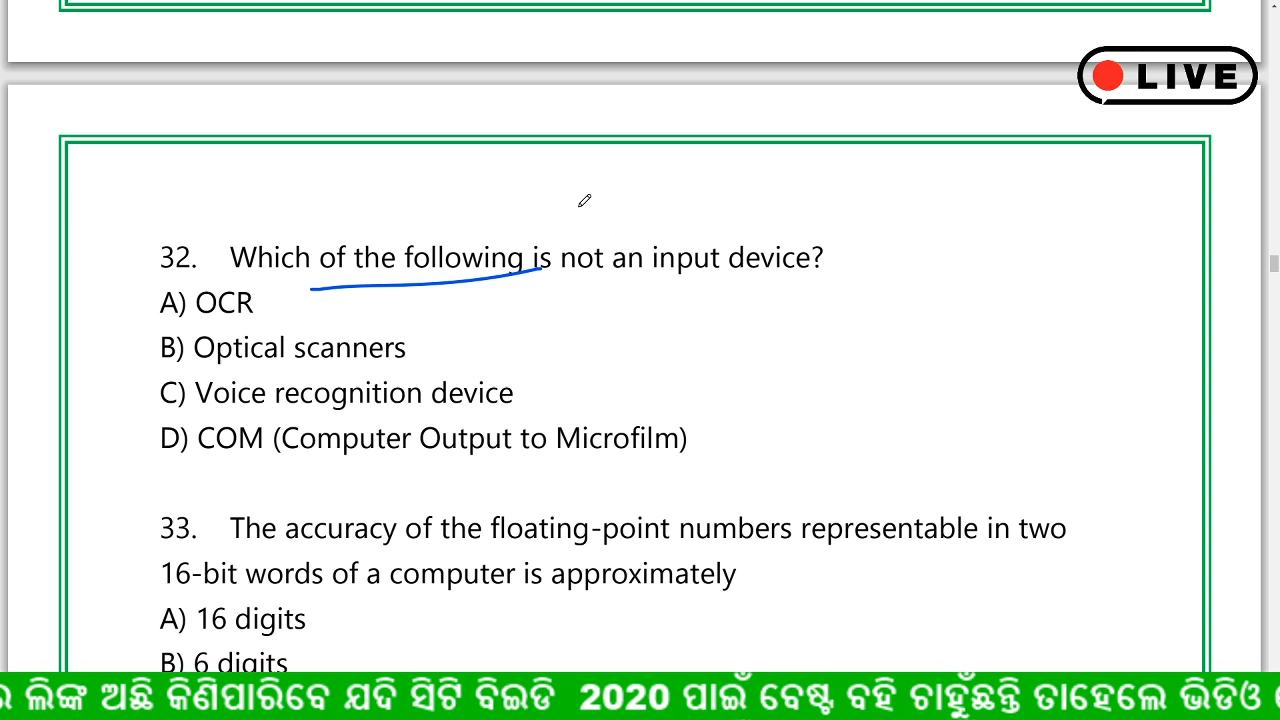 LIVE
32. Which of the following is not an input device?
A) OCR
B) Optical scanners
C) Voice recognition device
D) COM (Computer Output to Microfilm)
33. The accuracy of the floating-point numbers representable in two
16-bit words of a computer is approximately
A) 16 digits
B) 6 digits
ଲିଙ୍କ ଅଛି କିଣିପାରିବେ ଯଦି ସିଟି ବିଇଡି 2020 ପାଇଁ ବେଷ୍ଟ ବହି ଚାହୁଁଛନ୍ତି ତାହେଲେ ଭିଡିଓ